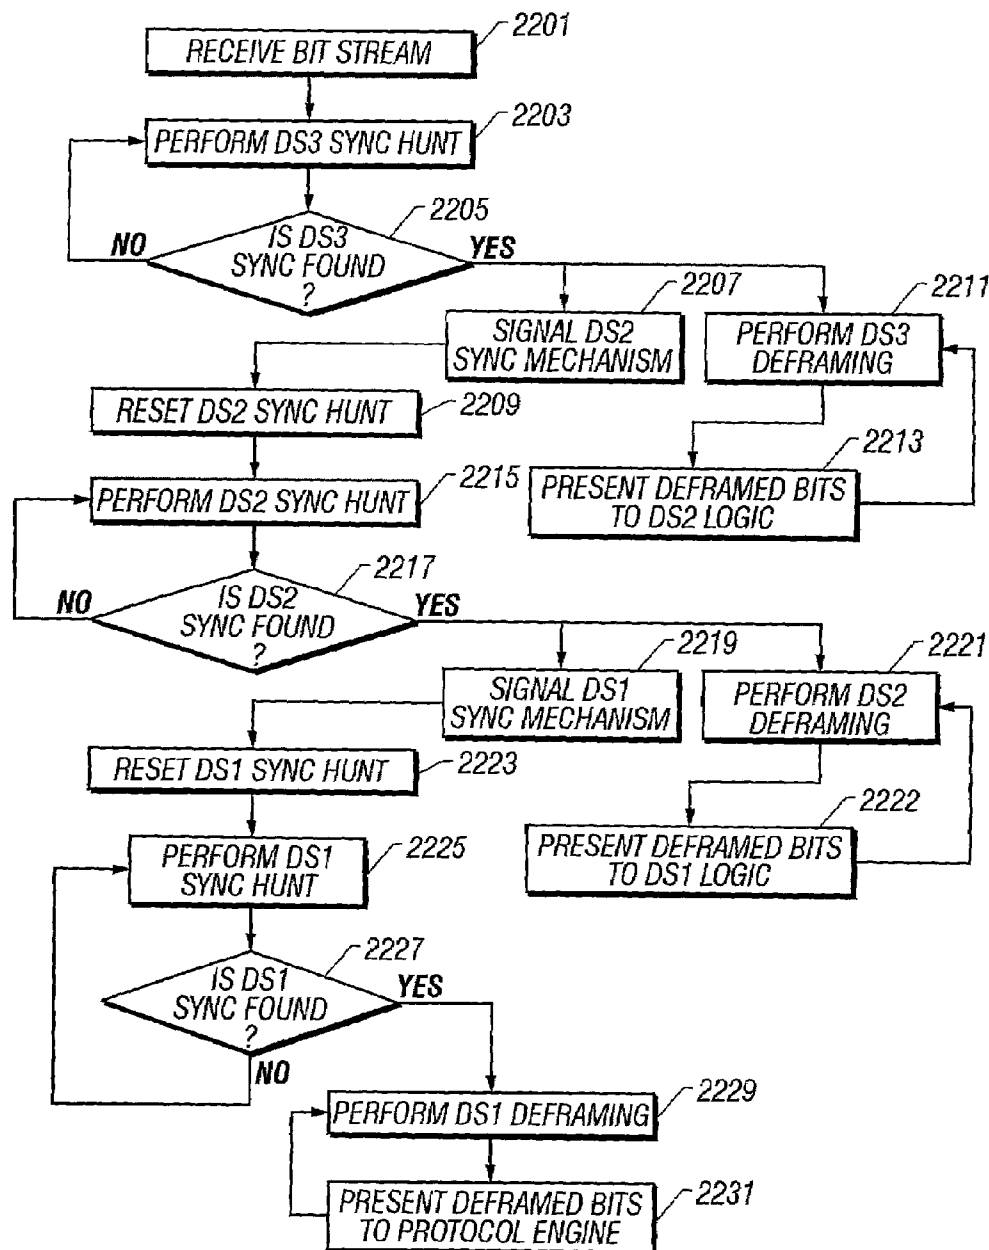 2201
RECEIVE BIT STREAM
2203
PERFORM DS3 SYNC HUNT
2205
IS DS3
SYNC FOUND
?
NO
YES
2207
SIGNAL DS2
SYNC MECHANISM
2211
PERFORM DS3
DEFRAMING
2209
RESET DS2 SYNC HUNT
2213
PRESENT DEFRAMED BITS
TO DS2 LOGIC
2215
PERFORM DS2 SYNC HUNT
2217
IS DS2
SYNC FOUND
?
NO
YES
2219
SIGNAL DS1
SYNC MECHANISM
2221
PERFORM DS2
DEFRAMING
2223
RESET DS1 SYNC HUNT
2222
PRESENT DEFRAMED BITS
TO DS1 LOGIC
2225
PERFORM DS1
SYNC HUNT
2227
IS DS1
SYNC FOUND
?
YES
NO
2229
PERFORM DS1 DEFRAMING
2231
PRESENT DEFRAMED BITS
TO PROTOCOL ENGINE